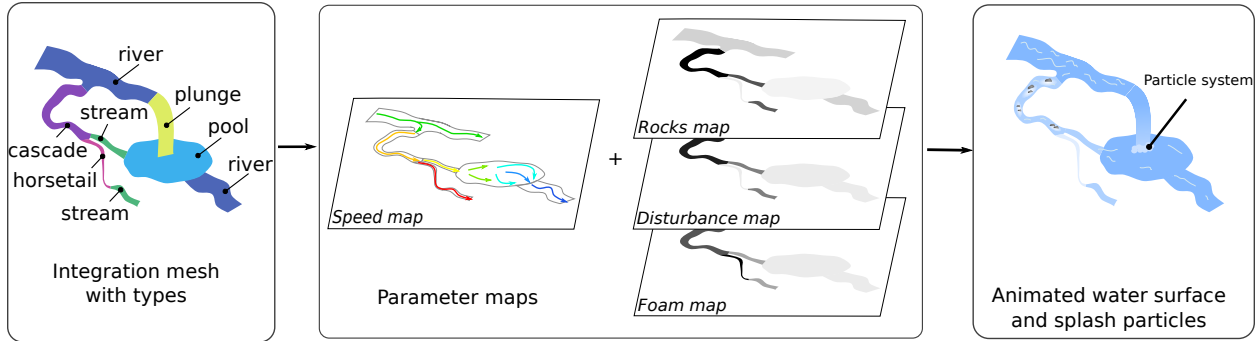 river
plunge
stream
pool
cascade
river
horsetail
stream
Integration mesh
with types
Speed map
+
Rocks map
Disturbance map
Foam map
Parameter maps
Particle system
Animated water surface
and splash particles